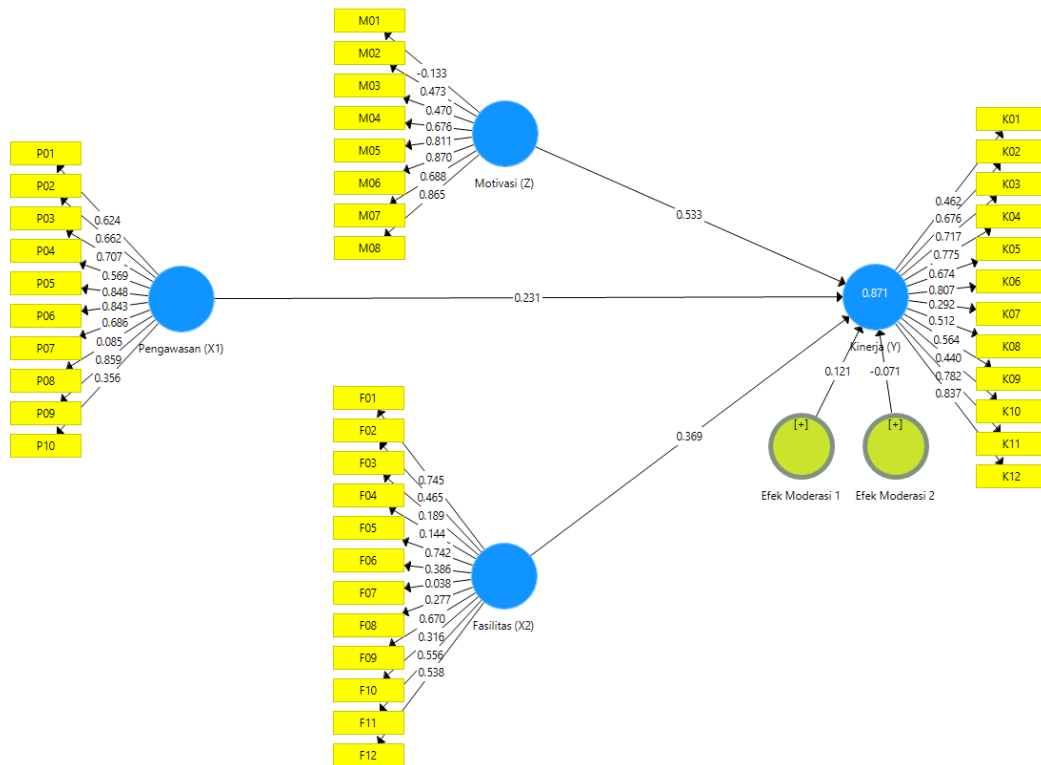 M01
M02
M03
M04
M05
M06
M07
M08
-0.133
0.473
0.470
0.676
0.811
0.870
0.688
0.865
Motivasi (Z)
0.533
P01
P02
P03
P04
P05
P06
P07
P08
P09
P10
0.624
0.662
0.707
0.569
0.848
0.843
0.686
0.085
0.859
0.356
Pengawasan (X1)
0.231
K01
K02
K03
K04
K05
K06
K07
K08
K09
K10
K11
K12
0.462
0.676
0.717
0.775
0.674
0.807
0.292
0.512
0.564
0.440
0.782
0.837
0.871
Kinerja (Y)
0.121
-0.071
[+]
[+]
Efek Moderasi 1
Efek Moderasi 2
0.369
F01
F02
F03
F04
F05
F06
F07
F08
F09
F10
F11
F12
0.745
0.465
0.189
0.144
0.742
0.386
0.038
0.277
0.670
0.316
0.556
0.538
Fasilitas (X2)